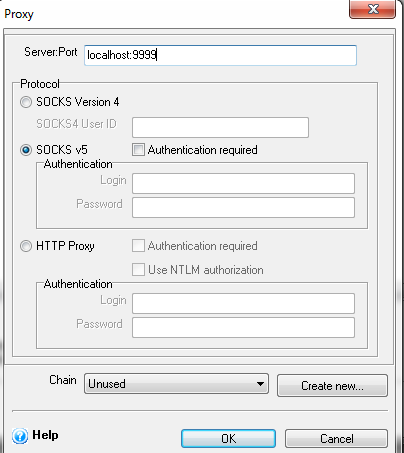 Proxy
Server:Port localhost:9999
Protocol
SOCKS Version 4
SOCKS4 User ID
SOCKS v5 Authentication required
Authentication
Login
Password
HTTP Proxy Authentication required
Use NTLM authorization
Authentication
Login
Password
Chain Unused Create new...
Help OK Cancel